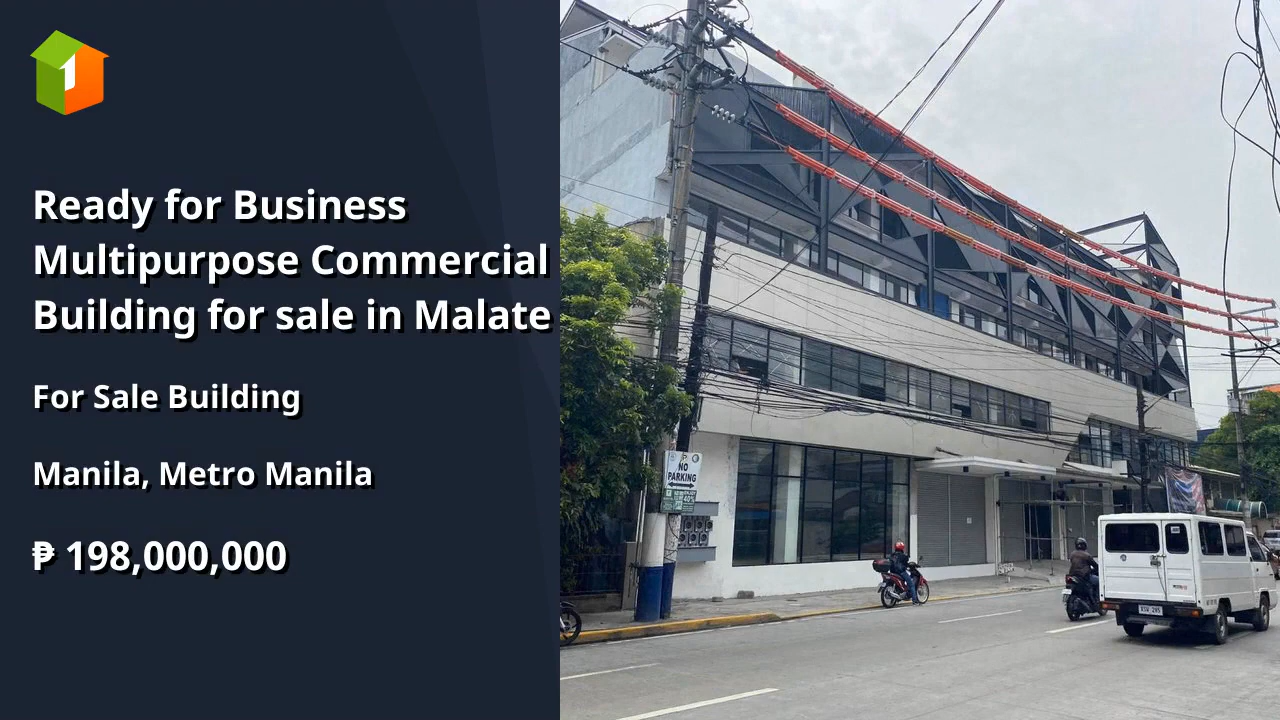 Ready for Business
Multipurpose Commercial
Building for sale in Malate
For Sale Building
Manila, Metro Manila
₱ 198,000,000
NO
PARKING
40%